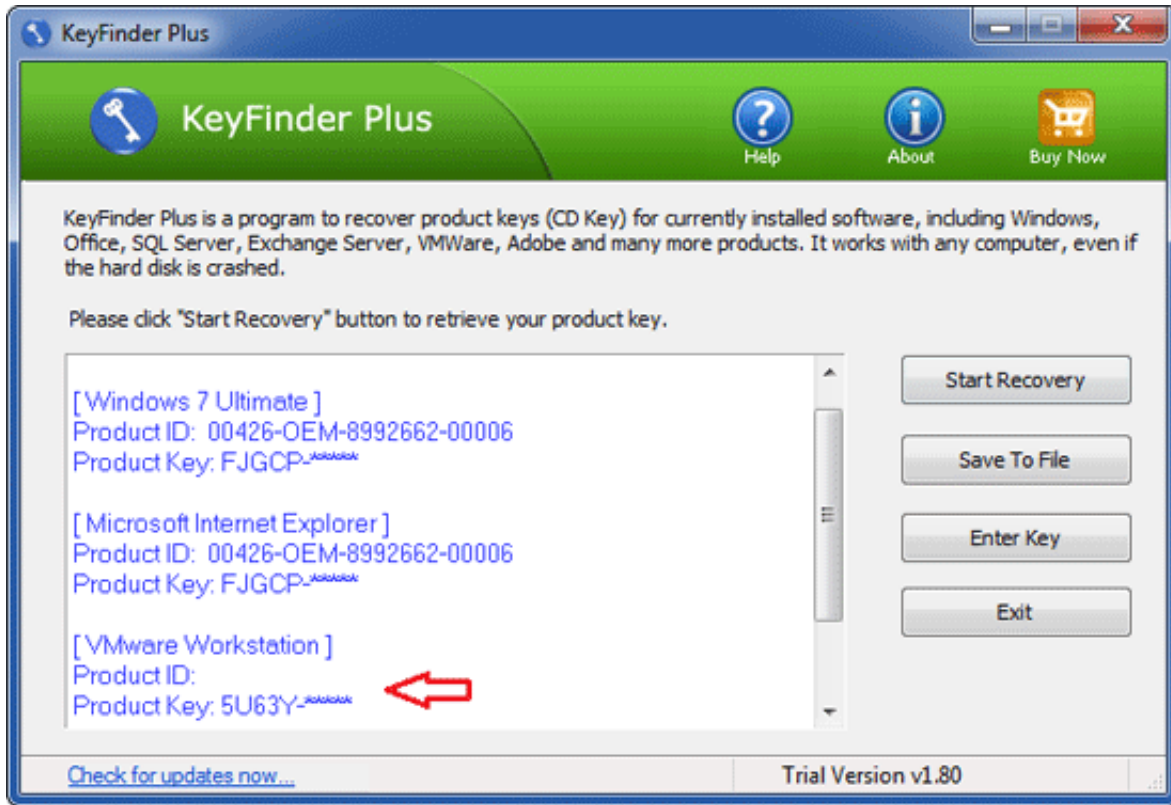 KeyFinder Plus
KeyFinder Plus
Help
About
Buy Now
KeyFinder Plus is a program to recover product keys (CD Key) for currently installed software, including Windows,
Office, SQL Server, Exchange Server, VMWare, Adobe and many more products. It works with any computer, even if
the hard disk is crashed.
Please click "Start Recovery" button to retrieve your product key.
[ Windows 7 Ultimate ]
Product ID: 00426-OEM-8992662-00006
Product Key: FJGCP-*****
[ Microsoft Internet Explorer ]
Product ID: 00426-OEM-8992662-00006
Product Key: FJGCP-*****
[ VMware Workstation ]
Product ID:
Product Key: 5U63Y-*****
Start Recovery
Save To File
Enter Key
Exit
Check for updates now...
Trial Version v1.80